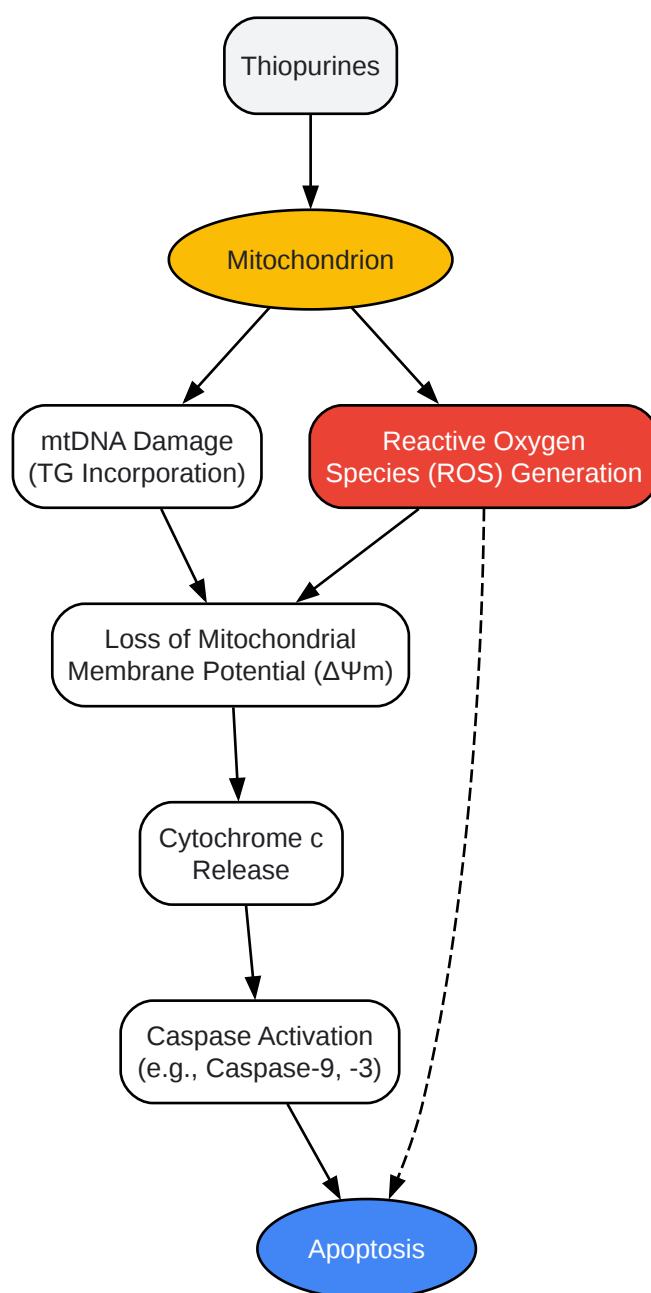 Thiopurines
Mitochondrion
mtDNA Damage
(TG Incorporation)
Reactive Oxygen
Species (ROS) Generation
Loss of Mitochondrial
Membrane Potential (ΔΨm)
Cytochrome c
Release
Caspase Activation
(e.g., Caspase-9, -3)
Apoptosis